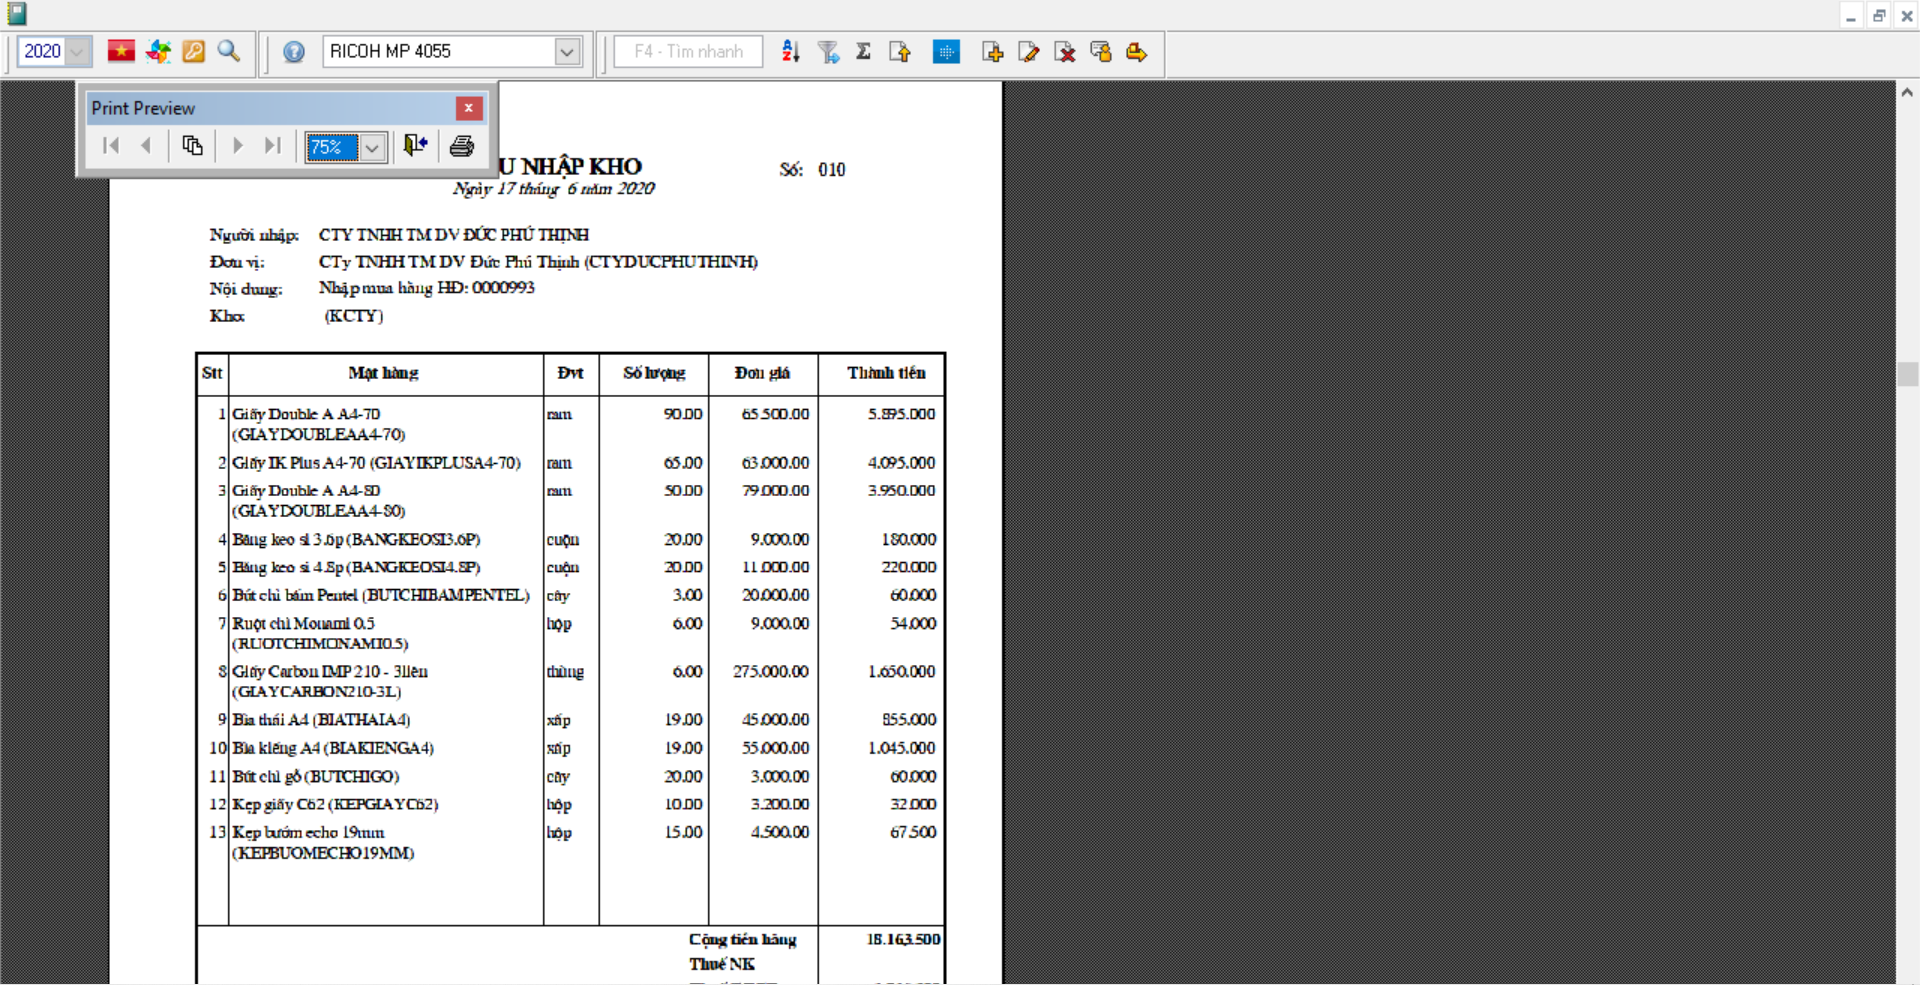 2020
RICOH MP 4055
F4 - Tìm nhanh
Print Preview
75%
U NHẬP KHO
Số: 010
Ngày 17 tháng 6 năm 2020
Người nhập: CTY TNHH TM DV ĐỨC PHÚ THỊNH
Đơn vị: CTy TNHH TM DV Đức Phú Thịnh (CTYDUCPHUTHINH)
Nội dung: Nhập mua hàng HĐ: 0000993
Kho: (KCTY)
Stt Mặt hàng Đvt Số lượng Đơn giá Thành tiền
1 Giấy Double A A4-70 ram 90.00 65.500.00 5.895.000
(GIAYDOUBLEAA4-70)
2 Giấy IK Plus A4-70 (GIAYIKPLUSA4-70) ram 65.00 63.000.00 4.095.000
3 Giấy Double A A4-80 ram 50.00 79.000.00 3.950.000
(GIAYDOUBLEAA4-80)
4 Băng keo si 3.6p (BANGKEOSI3.6P) cuộn 20.00 9.000.00 180.000
5 Băng keo si 4.8p (BANGKEOSI4.8P) cuộn 20.00 11.000.00 220.000
6 Bút chì bấm Pentel (BUTCHIBAMPENTEL) cây 3.00 20.000.00 60.000
7 Ruột chì Monami 0.5 hộp 6.00 9.000.00 54.000
(RUOTCHIMONAMI0.5)
8 Giấy Carbon IMP 210 - 3liên thùng 6.00 275.000.00 1.650.000
(GIAYCARBON210-3L)
9 Bìa thái A4 (BIATHAIA4) xấp 19.00 45.000.00 855.000
10 Bìa kiếng A4 (BIAKIENGA4) xấp 19.00 55.000.00 1.045.000
11 Bút chì gỗ (BUTCHIGO) cây 20.00 3.000.00 60.000
12 Kẹp giấy C62 (KEPGIAYC62) hộp 10.00 3.200.00 32.000
13 Kẹp bướm echo 19mm hộp 15.00 4.500.00 67.500
(KEPBUOMECHO19MM)
Cộng tiền hàng 18.163.500
Thuế NK